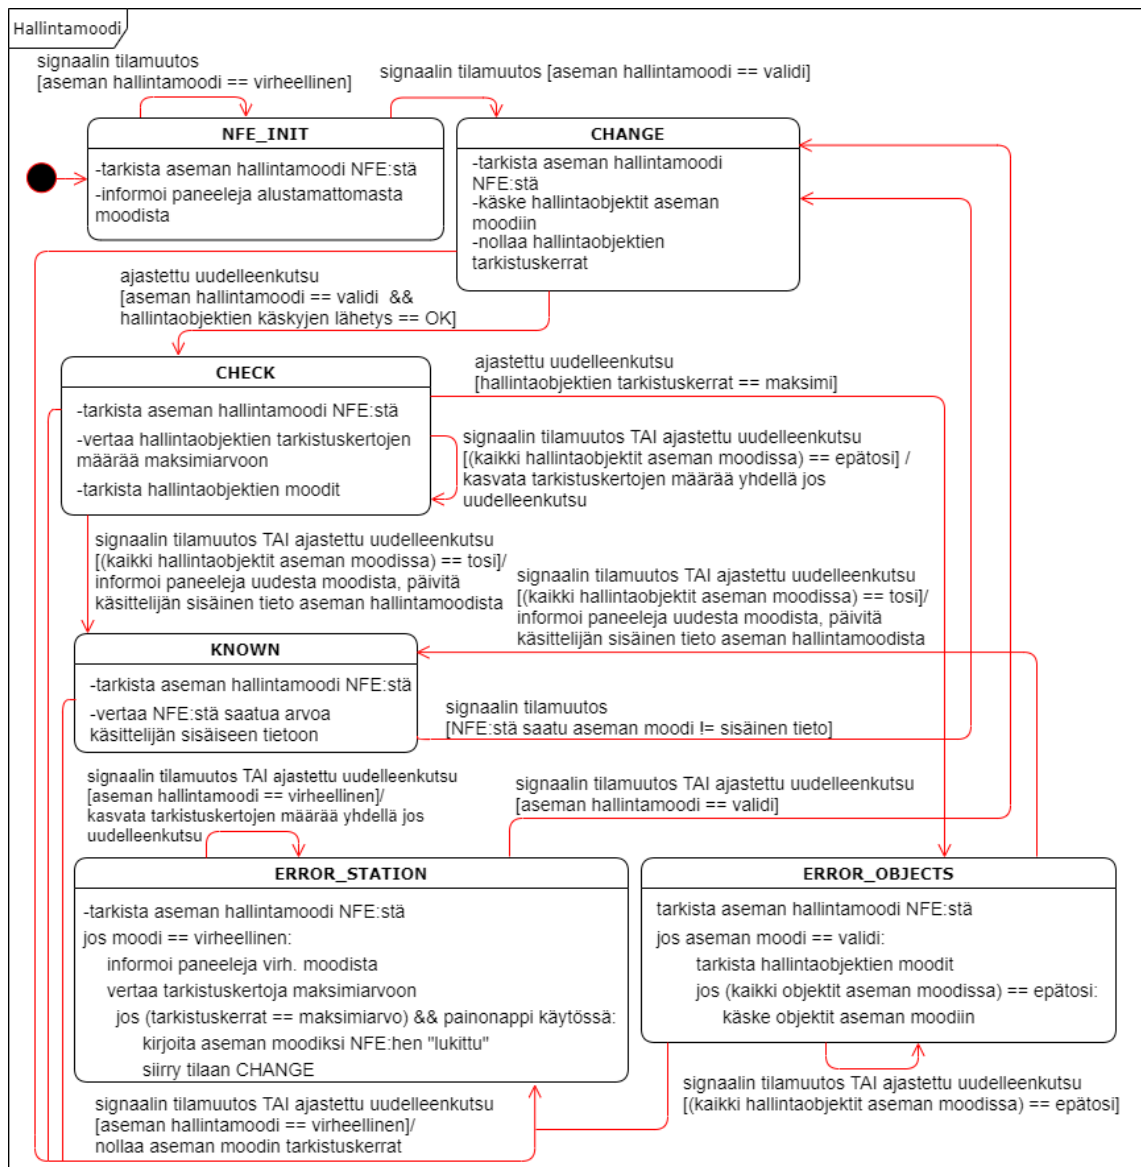 Hallintamoodi
signaalin tilamuutos
[aseman hallintamoodi == virheellinen]
signaalin tilamuutos [aseman hallintamoodi == validi]
NFE_INIT
-tarkista aseman hallintamoodi NFE:stä
-informoi paneeleja alustamattomasta
moodista
CHANGE
-tarkista aseman hallintamoodi
NFE:stä
-käske hallintaobjektit aseman
moodiin
-nollaa hallintaobjektien
tarkistuskerrat
ajastettu uudelleenkutsu
[aseman hallintamoodi == validi &&
hallintaobjektien käskyjen lähetys == OK]
CHECK
-tarkista aseman hallintamoodi NFE:stä
-vertaa hallintaobjektien tarkistuskertojen
määrää maksimiarvoon
-tarkista hallintaobjektien moodit
ajastettu uudelleenkutsu
[hallintaobjektien tarkistuskerrat == maksimi]
signaalin tilamuutos TAI ajastettu uudelleenkutsu
[(kaikki hallintaobjektit aseman moodissa) == epätosi] /
kasvata tarkistuskertojen määrää yhdellä jos
uudelleenkutsu
signaalin tilamuutos TAI ajastettu uudelleenkutsu
[(kaikki hallintaobjektit aseman moodissa) == tosi]/
informoi paneeleja uudesta moodista, päivitä
käsittelijän sisäinen tieto aseman hallintamoodista
signaalin tilamuutos TAI ajastettu uudelleenkutsu
[(kaikki hallintaobjektit aseman moodissa) == tosi]/
informoi paneeleja uudesta moodista, päivitä
käsittelijän sisäinen tieto aseman hallintamoodista
KNOWN
-tarkista aseman hallintamoodi NFE:stä
-vertaa NFE:stä saatua arvoa
käsittelijän sisäiseen tietoon
signaalin tilamuutos
[NFE:stä saatu aseman moodi != sisäinen tieto]
signaalin tilamuutos TAI ajastettu uudelleenkutsu
[aseman hallintamoodi == virheellinen]/
kasvata tarkistuskertojen määrää yhdellä jos
uudelleenkutsu
signaalin tilamuutos TAI ajastettu uudelleenkutsu
[aseman hallintamoodi == validi]
ERROR_STATION
-tarkista aseman hallintamoodi NFE:stä
jos moodi == virheellinen:
informoi paneeleja virh. moodista
vertaa tarkistuskertoja maksimiarvoon
jos (tarkistuskerrat == maksimiarvo) && painonappi käytössä:
kirjoita aseman moodiksi NFE:hen "lukittu"
siirry tilaan CHANGE
ERROR_OBJECTS
tarkista aseman hallintamoodi NFE:stä
jos aseman moodi == validi:
tarkista hallintaobjektien moodit
jos (kaikki objektit aseman moodissa) == epätosi:
käske objektit aseman moodiin
signaalin tilamuutos TAI ajastettu uudelleenkutsu
[(kaikki hallintaobjektit aseman moodissa) == epätosi]
signaalin tilamuutos TAI ajastettu uudelleenkutsu
[aseman hallintamoodi == virheellinen]/
nollaa aseman moodin tarkistuskerrat